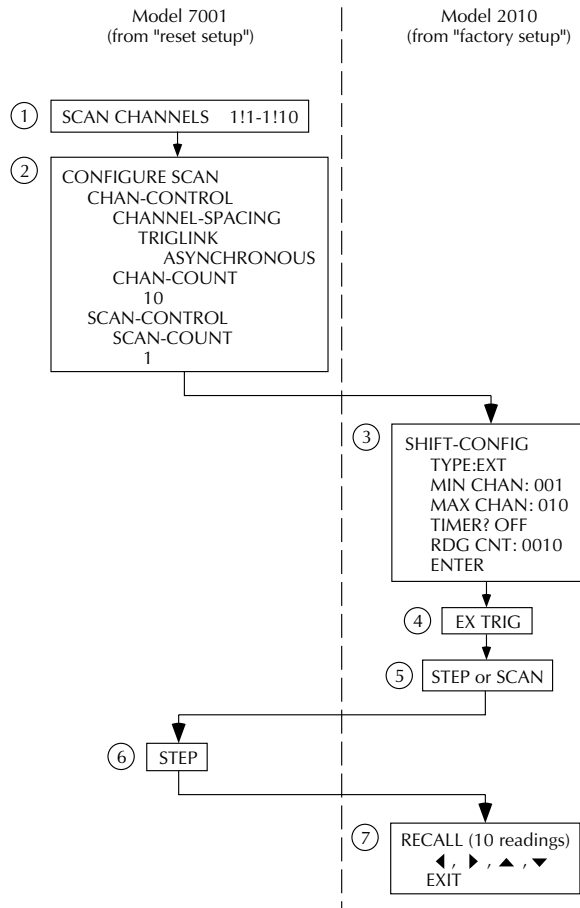 Model 7001
(from "reset setup")
Model 2010
(from "factory setup")
1
SCAN CHANNELS 1!1-1!10
2
CONFIGURE SCAN
CHAN-CONTROL
CHANNEL-SPACING
TRIGLINK
ASYNCHRONOUS
CHAN-COUNT
10
SCAN-CONTROL
SCAN-COUNT
1
3
SHIFT-CONFIG
TYPE:EXT
MIN CHAN: 001
MAX CHAN: 010
TIMER? OFF
RDG CNT: 0010
ENTER
4
EX TRIG
5
STEP or SCAN
6
STEP
7
RECALL (10 readings)
◀ , ▶ , ▲ , ▼
EXIT